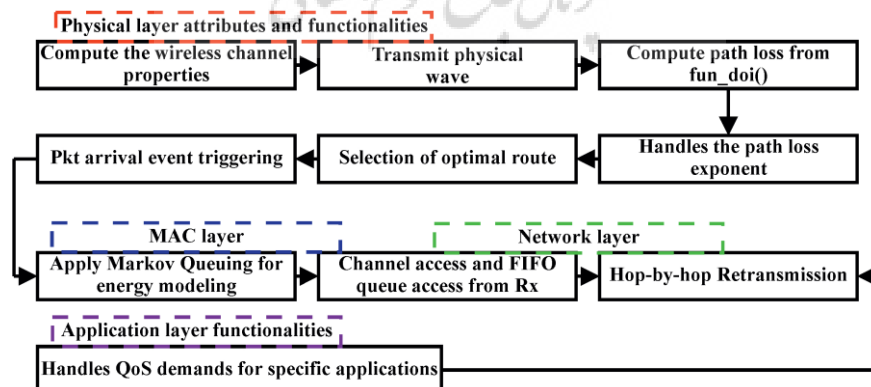 Physical layer attributes and functionalities
Compute the wireless channel
properties
Transmit physical
wave
Compute path loss from
fun_doi()
Pkt arrival event triggering
Selection of optimal route
Handles the path loss
exponent
MAC layer
Network layer
Apply Markov Queuing for
energy modeling
Channel access and FIFO
queue access from Rx
Hop-by-hop Retransmission
Application layer functionalities
Handles QoS demands for specific applications